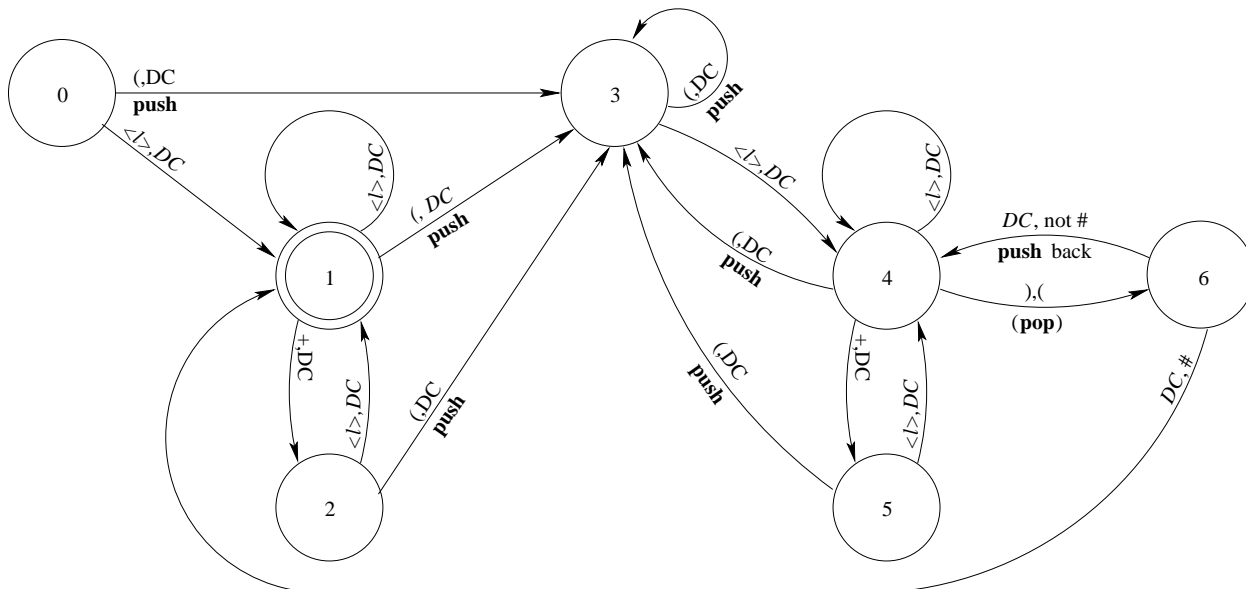 0
(,DC
push
<l>,DC
3
(,DC
push
<l>,DC
1
(, DC
push
<l>,DC
(,DC
push
<l>,DC
4
DC, not #
push back
),(
(pop)
6
+,DC
<l>,DC
2
(,DC
push
(,DC
push
+,DC
<l>,DC
5
DC, #